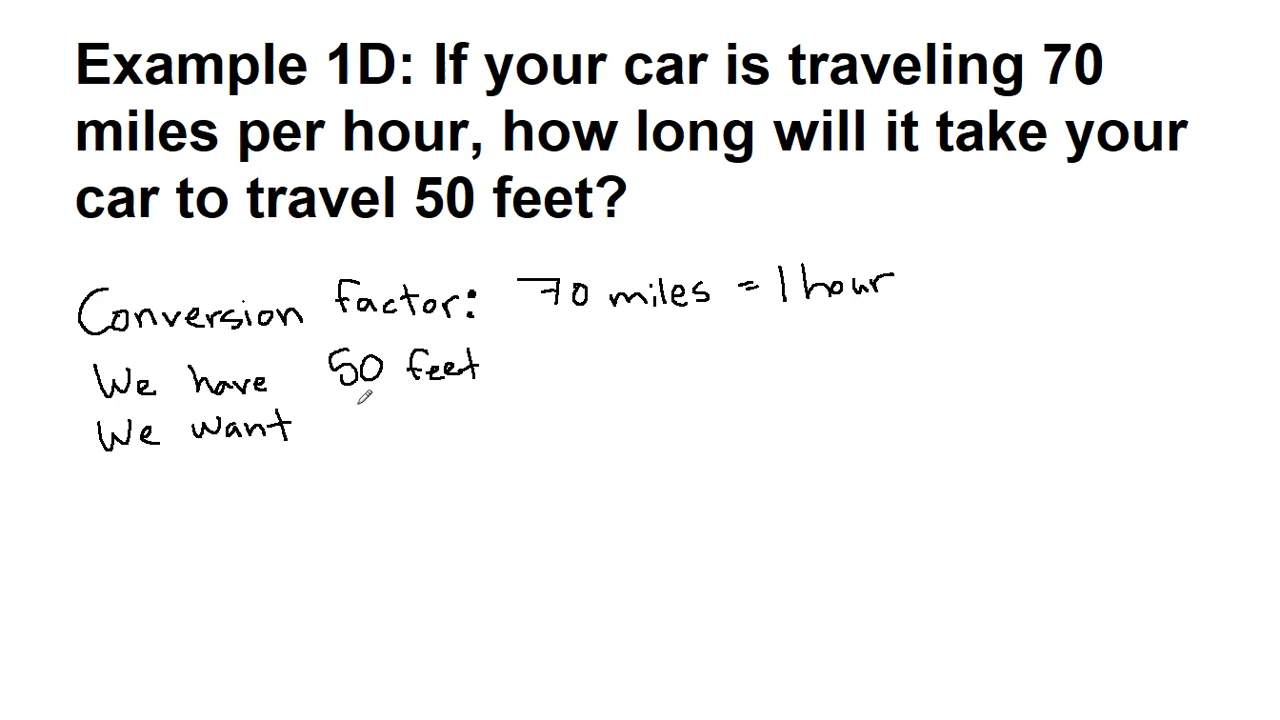 Example 1D: If your car is traveling 70
miles per hour, how long will it take your
car to travel 50 feet?
Conversion factor: 70 miles = 1 hour
We have 50 feet
We want